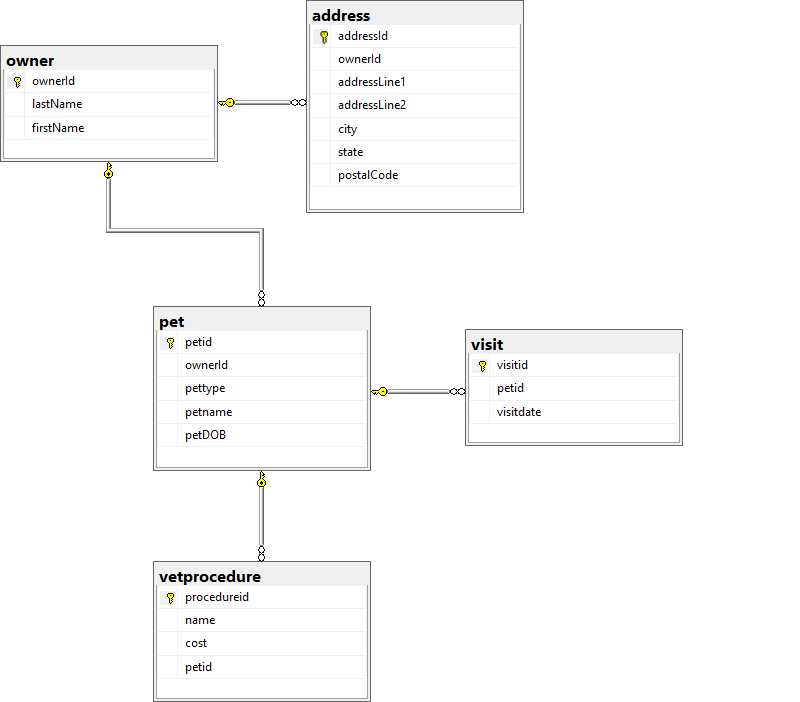 address
addressId
ownerId
addressLine1
addressLine2
city
state
postalCode
owner
ownerId
lastName
firstName
pet
petid
ownerId
pettype
petname
petDOB
visit
visitid
petid
visitdate
vetprocedure
procedureid
name
cost
petid